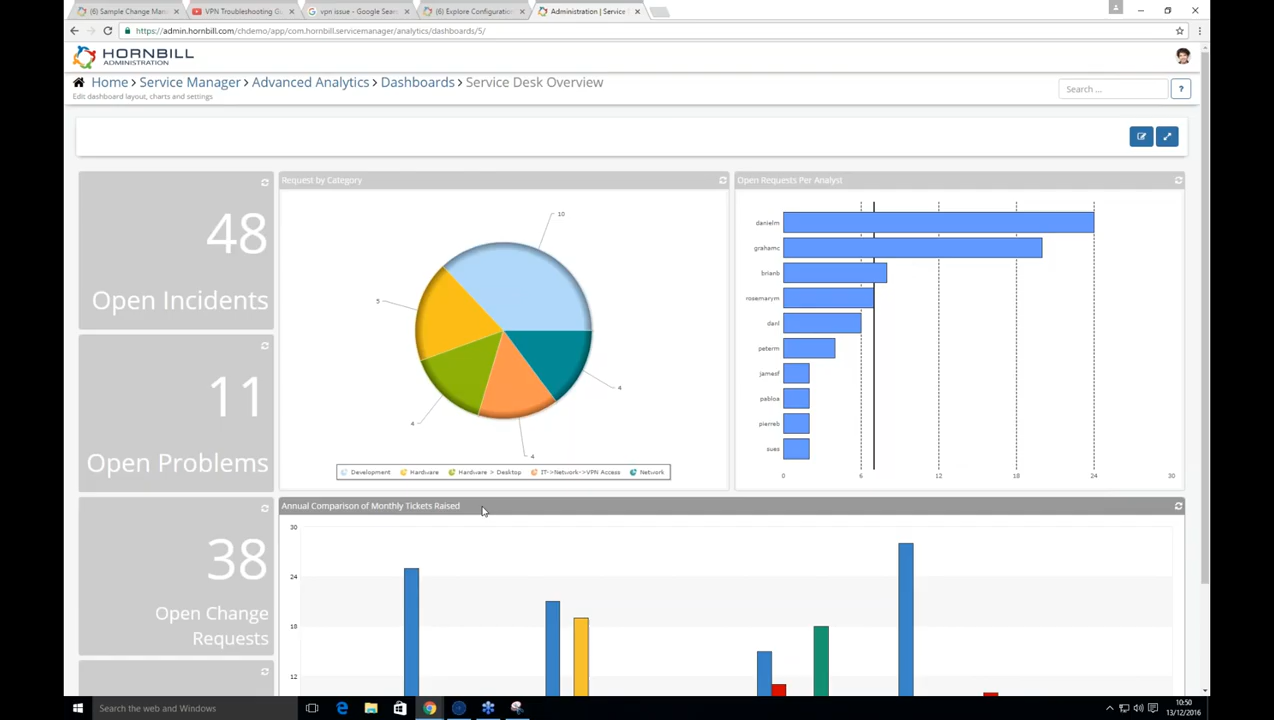 (6) Sample Change Man
VPN Troubleshooting G
vpn issue - Google Sear
(6) Explore Configuration
Administration | Service
https://admin.hornbill.com/chdemo/app/com.hornbill.servicemanager/analytics/dashboards/5/
HORNBILL
ADMINISTRATION
Home > Service Manager > Advanced Analytics > Dashboards > Service Desk Overview
Edit dashboard layout, charts and settings
Search ...
?
48
Open Incidents
11
Open Problems
38
Open Change
Requests
Request by Category
10
5
4
4
4
Development
Hardware
Hardware > Desktop
IT->Network->VPN Access
Network
Open Requests Per Analyst
danielm
grahamc
brianb
rosemarym
danl
peterm
jamesf
pabloa
pierreb
sues
0 6 12 18 24 30
Annual Comparison of Monthly Tickets Raised
30
24
18
12
Search the web and Windows
10:50
13/12/2016